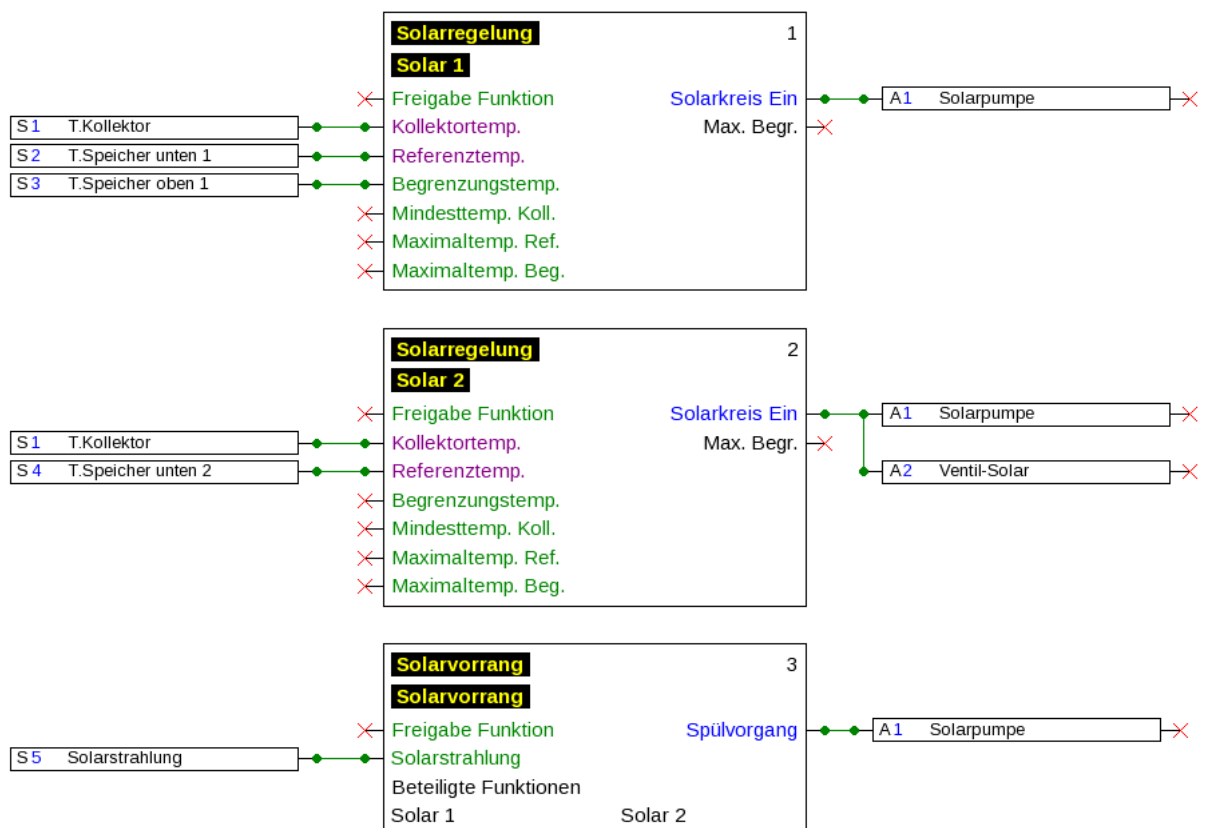 Solarregelung 1
Solar 1
Freigabe Funktion Solarkreis Ein A1 Solarpumpe
S1 T.Kollektor Kollektortemp. Max. Begr.
S2 T.Speicher unten 1 Referenztemp.
S3 T.Speicher oben 1 Begrenzungstemp.
Mindesttemp. Koll.
Maximaltemp. Ref.
Maximaltemp. Beg.
Solarregelung 2
Solar 2
Freigabe Funktion Solarkreis Ein A1 Solarpumpe
S1 T.Kollektor Kollektortemp. Max. Begr.
S4 T.Speicher unten 2 Referenztemp. A2 Ventil-Solar
Begrenzungstemp.
Mindesttemp. Koll.
Maximaltemp. Ref.
Maximaltemp. Beg.
Solarvorrang 3
Solarvorrang
Freigabe Funktion Spülvorgang A1 Solarpumpe
S5 Solarstrahlung Solarstrahlung
Beteiligte Funktionen
Solar 1 Solar 2